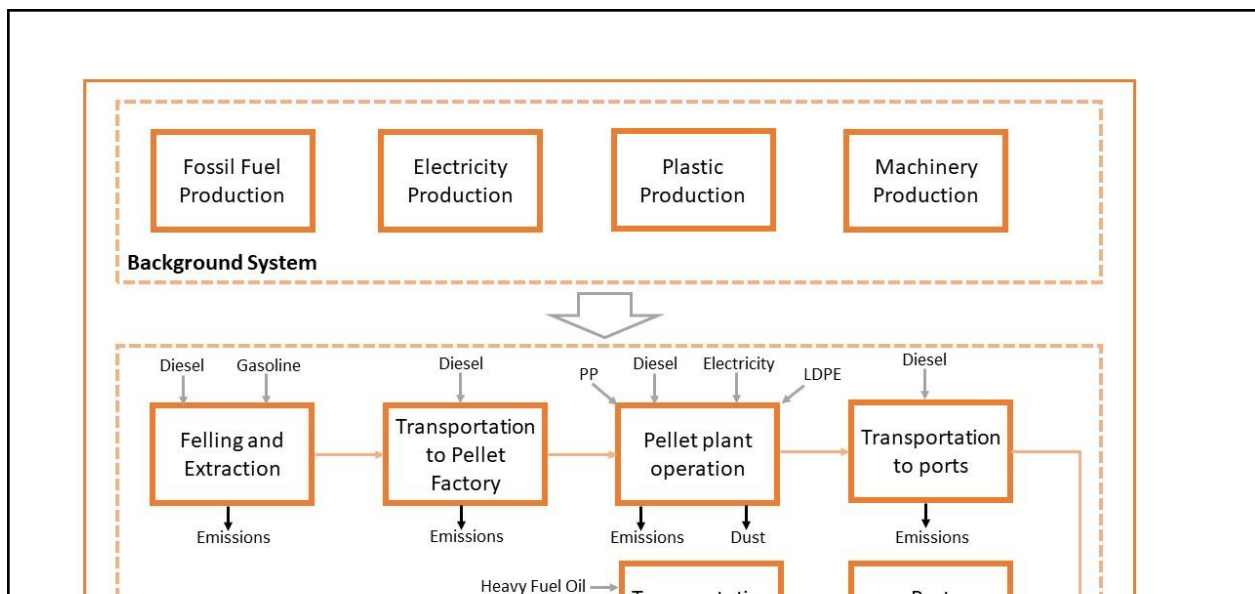 Fossil Fuel
Production
Electricity
Production
Plastic
Production
Machinery
Production
Background System
Diesel
Gasoline
Diesel
PP
Diesel
Electricity
LDPE
Diesel
Felling and
Extraction
Transportation
to Pellet
Factory
Pellet plant
operation
Transportation
to ports
Emissions
Emissions
Emissions
Dust
Emissions
Heavy Fuel Oil